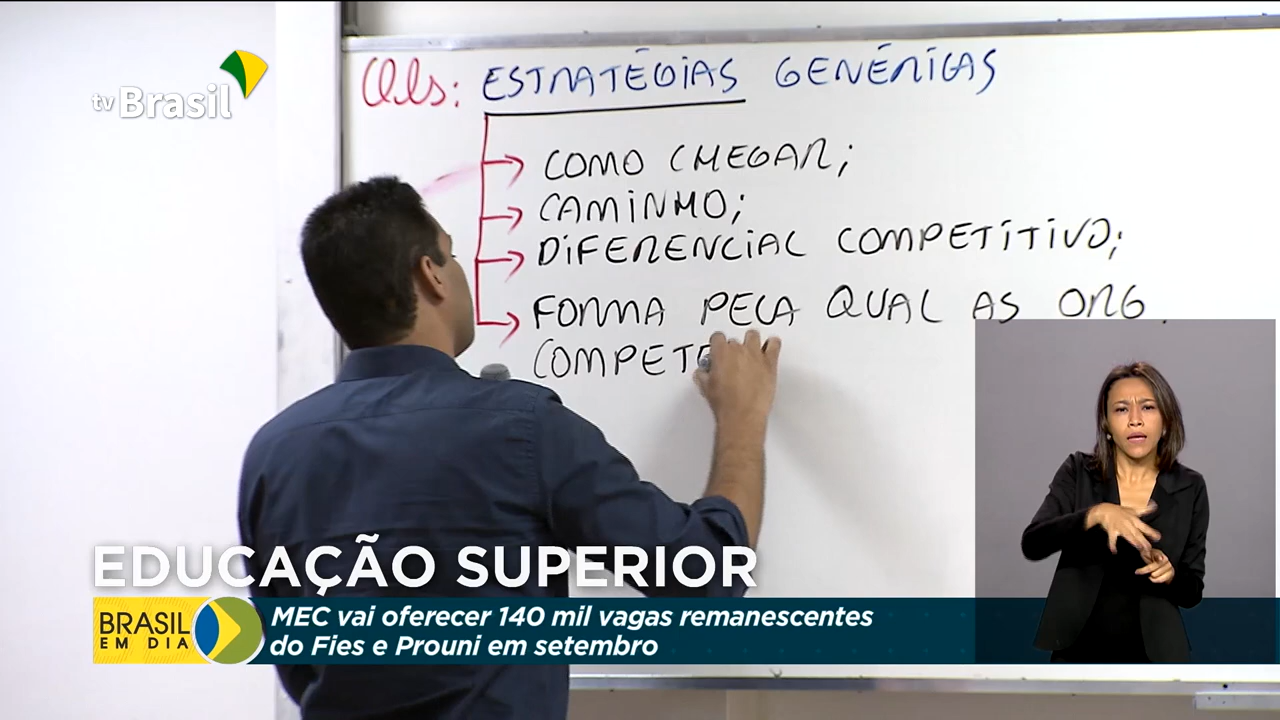 tv Brasil
Obs: ESTRATÉGIAS GENÉRICAS
COMO CHEGAR;
CAMINHO;
DIFERENCIAL COMPETITIVO;
FORMA PELA QUAL AS ORG
COMPETE
EDUCAÇÃO SUPERIOR
BRASIL
EM DIA
MEC vai oferecer 140 mil vagas remanescentes
do Fies e Prouni em setembro